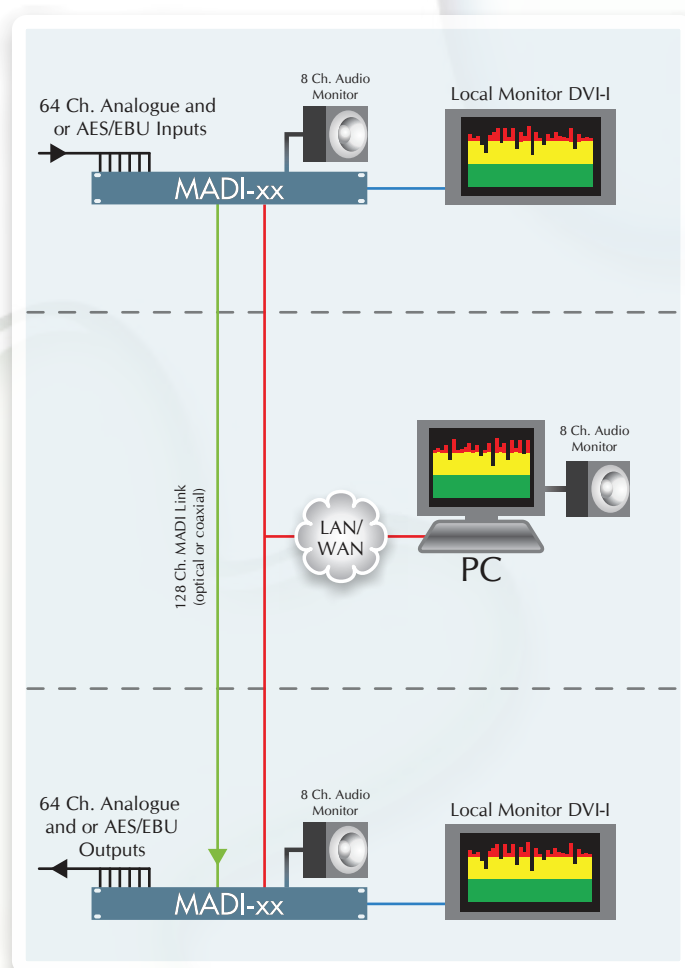 8 Ch. Audio
Monitor
Local Monitor DVI-I
64 Ch. Analogue and
or AES/EBU Inputs
MADI-xx
8 Ch. Audio
Monitor
LAN/
WAN
PC
128 Ch. MADI Link
(optical or coaxial)
64 Ch. Analogue
and or AES/EBU
Outputs
8 Ch. Audio
Monitor
Local Monitor DVI-I
MADI-xx